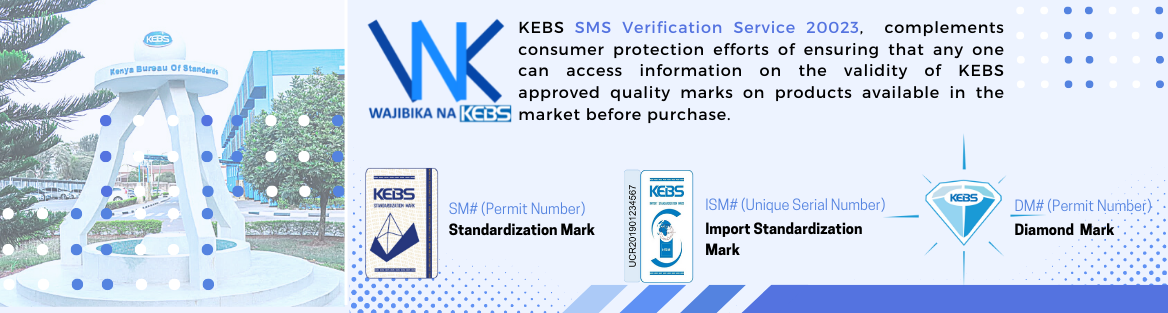 KEBS
Kenya Bureau Of Standards
WAJIBIKA NA KEBS
KEBS SMS Verification Service 20023, complements
consumer protection efforts of ensuring that any one
can access information on the validity of KEBS
approved quality marks on products available in the
market before purchase.
KEBS
STANDARDIZATION MARK
SM# (Permit Number)
Standardization Mark
UCR201901234567
KEBS
IMPORT STANDARDIZATION MARK
ISM# (Unique Serial Number)
Import Standardization
Mark
KEBS
DM# (Permit Number)
Diamond Mark